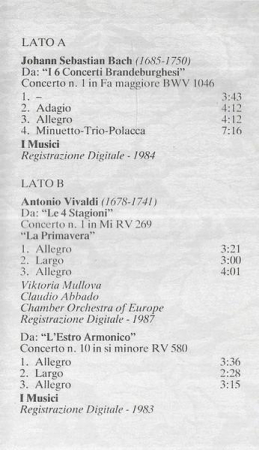 LATO A
Johann Sebastian Bach (1685-1750)
Da: "I 6 Concerti Brandeburghesi"
Concerto n. 1 in Fa maggiore BWV 1046
1. – 3:43
2. Adagio 4:12
3. Allegro 4:12
4. Minuetto-Trio-Polacca 7:16
I Musici
Registrazione Digitale - 1984
LATO B
Antonio Vivaldi (1678-1741)
Da: "Le 4 Stagioni"
Concerto n. 1 in Mi RV 269
"La Primavera"
1. Allegro 3:21
2. Largo 3:00
3. Allegro 4:01
Viktoria Mullova
Claudio Abbado
Chamber Orchestra of Europe
Registrazione Digitale - 1987
Da: "L'Estro Armonico"
Concerto n. 10 in si minore RV 580
1. Allegro 3:36
2. Largo 2:28
3. Allegro 3:15
I Musici
Registrazione Digitale - 1983